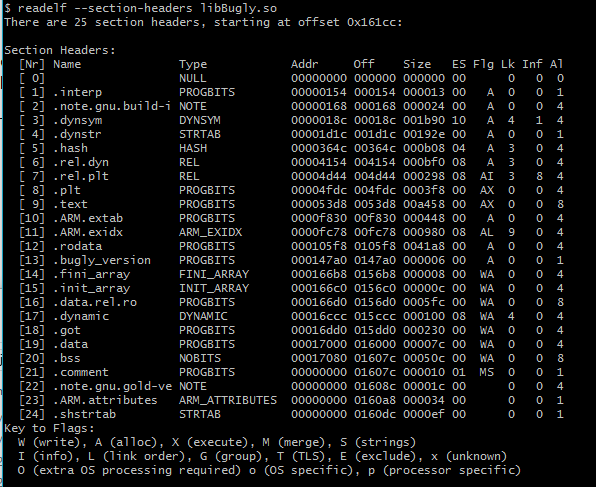 $ readelf --section-headers libBugly.so
There are 25 section headers, starting at offset 0x161cc:

Section Headers:
  [Nr] Name              Type            Addr     Off    Size   ES Flg Lk Inf Al
  [ 0]                   NULL            00000000 000000 000000 00      0   0  0
  [ 1] .interp           PROGBITS        00000154 000154 000013 00   A  0   0  1
  [ 2] .note.gnu.build-i NOTE            00000168 000168 000024 00   A  0   0  4
  [ 3] .dynsym           DYNSYM          0000018c 00018c 001b90 10   A  4   1  4
  [ 4] .dynstr           STRTAB          00001d1c 001d1c 00192e 00   A  0   0  1
  [ 5] .hash             HASH            0000364c 00364c 000b08 04   A  3   0  4
  [ 6] .rel.dyn          REL             00004154 004154 000bf0 08   A  3   0  4
  [ 7] .rel.plt          REL             00004d44 004d44 000298 08  AI  3   8  4
  [ 8] .plt              PROGBITS        00004fdc 004fdc 0003f8 00  AX  0   0  4
  [ 9] .text             PROGBITS        000053d8 0053d8 00a458 00  AX  0   0  8
  [10] .ARM.extab        PROGBITS        0000f830 00f830 000448 00   A  0   0  4
  [11] .ARM.exidx        ARM_EXIDX       0000fc78 00fc78 000980 08  AL  9   0  4
  [12] .rodata           PROGBITS        000105f8 0105f8 0041a8 00   A  0   0  4
  [13] .bugly_version    PROGBITS        000147a0 0147a0 000006 00   A  0   0  1
  [14] .fini_array       FINI_ARRAY      000166b8 0156b8 000008 00  WA  0   0  4
  [15] .init_array       INIT_ARRAY      000166c0 0156c0 00000c 00  WA  0   0  4
  [16] .data.rel.ro      PROGBITS        000166d0 0156d0 0005fc 00  WA  0   0  8
  [17] .dynamic          DYNAMIC         00016ccc 015ccc 000100 08  WA  4   0  4
  [18] .got              PROGBITS        00016dd0 015dd0 000230 00  WA  0   0  4
  [19] .data             PROGBITS        00017000 016000 00007c 00  WA  0   0  4
  [20] .bss              NOBITS          00017080 01607c 00050c 00  WA  0   0  8
  [21] .comment          PROGBITS        00000000 01607c 000010 01  MS  0   0  1
  [22] .note.gnu.gold-ve NOTE            00000000 01608c 00001c 00      0   0  4
  [23] .ARM.attributes   ARM_ATTRIBUTES  00000000 0160a8 000034 00      0   0  1
  [24] .shstrtab         STRTAB          00000000 0160dc 0000ef 00      0   0  1
Key to Flags:
  W (write), A (alloc), X (execute), M (merge), S (strings)
  I (info), L (link order), G (group), T (TLS), E (exclude), x (unknown)
  O (extra OS processing required) o (OS specific), p (processor specific)